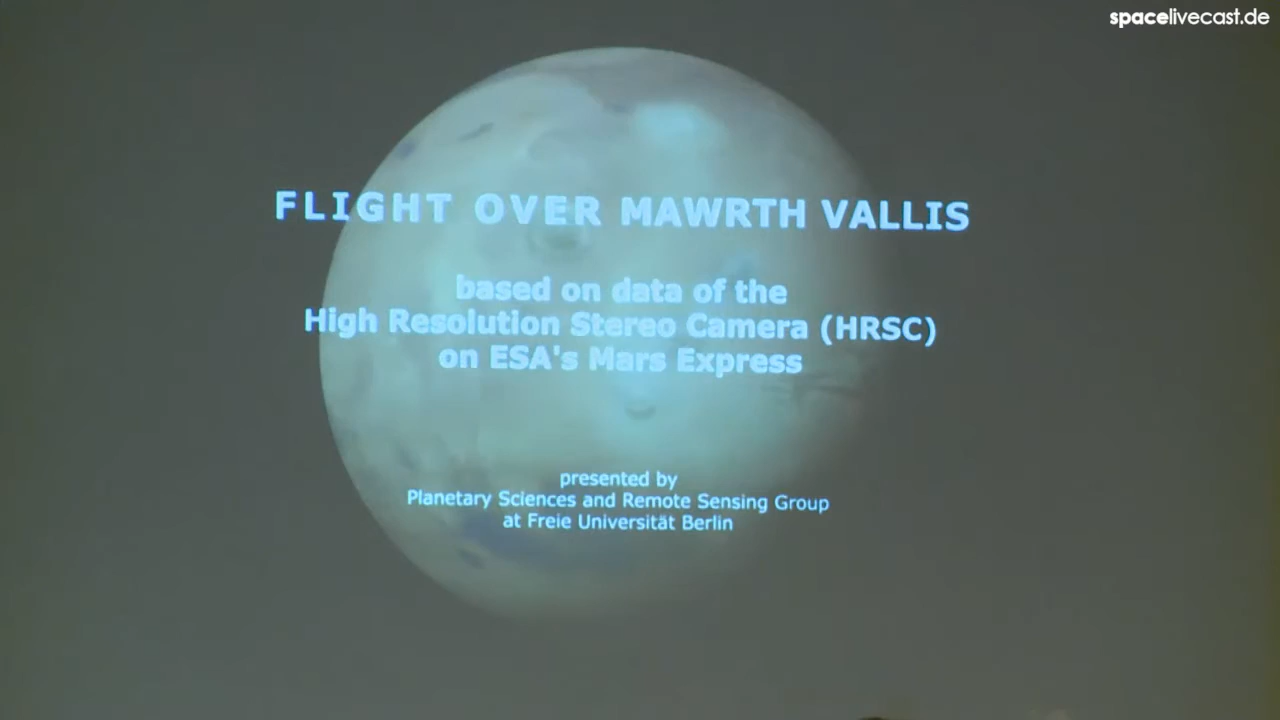 spacelivecast.de
FLIGHT OVER MAWRTH VALLIS
based on data of the
High Resolution Stereo Camera (HRSC)
on ESA's Mars Express
presented by
Planetary Sciences and Remote Sensing Group
at Freie Universität Berlin